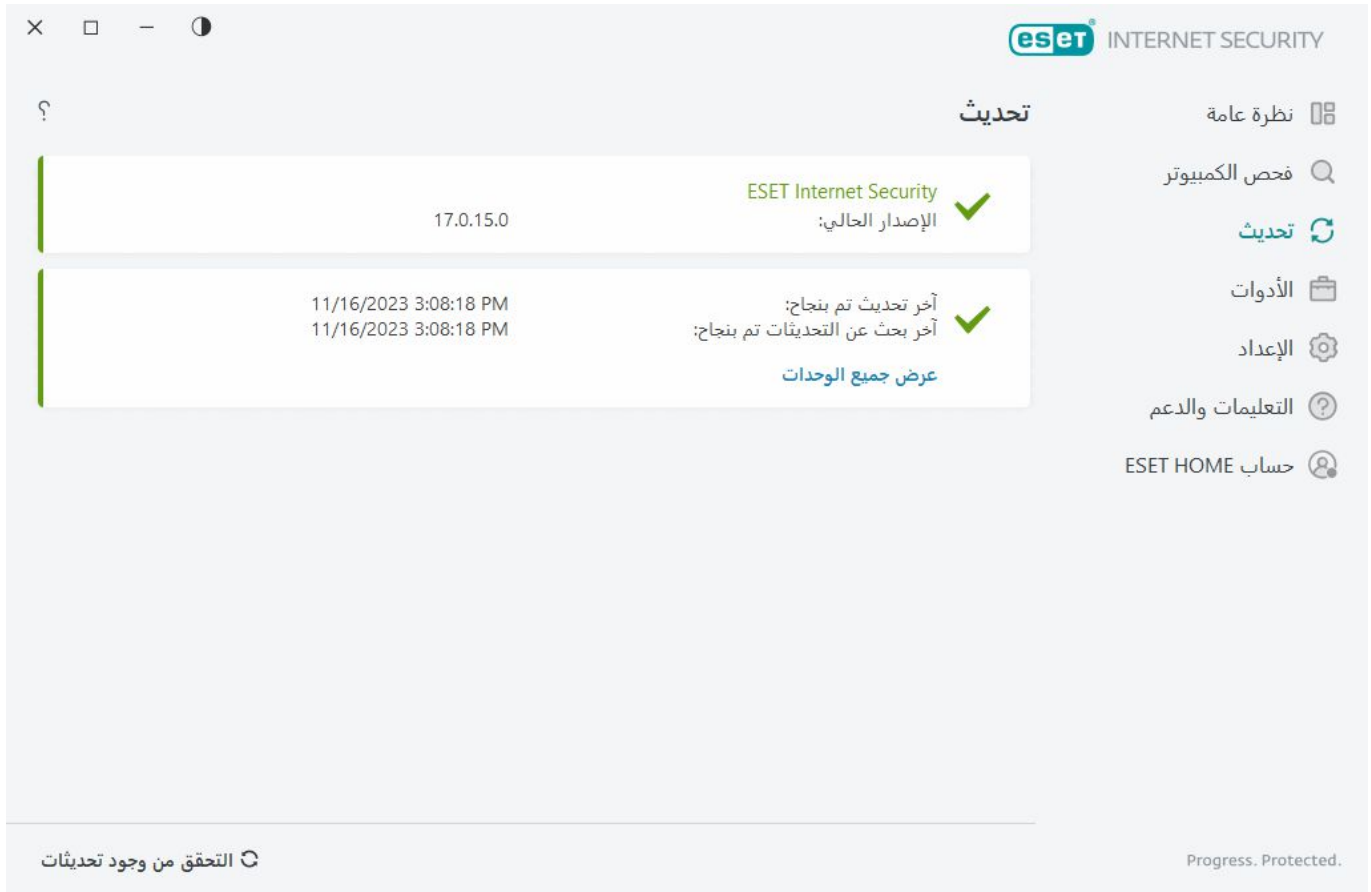 eset INTERNET SECURITY
نظرة عامة
فحص الكمبيوتر
تحديث
الأدوات
الإعداد
التعليمات والدعم
حساب ESET HOME
Progress. Protected.
تحديث
؟
ESET Internet Security
الإصدار الحالي: 17.0.15.0
آخر تحديث تم بنجاح: 11/16/2023 3:08:18 PM
آخر بحث عن التحديثات تم بنجاح: 11/16/2023 3:08:18 PM
عرض جميع الوحدات
التحقق من وجود تحديثات